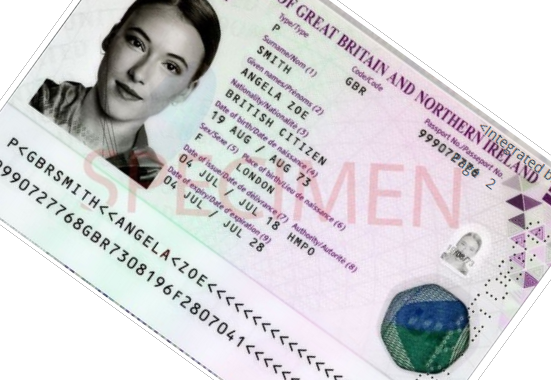 OF GREAT BRITAIN AND NORTHERN IRELAND
Type/Type Code/Code Passport No./Passeport No.
P GBR
Surname/Nom (1)
SMITH
Given names/Prénoms (2)
ANGELA ZOE
Nationality/Nationalité (3)
BRITISH CITIZEN
Date of birth/Date de naissance (4)
19 AUG / AUG 73
Sex/Sexe (5) Place of birth/Lieu de naissance (6)
LONDON
Date of issue/Date de délivrance (7) Authority/Autorité (8)
04 JUL / JUL 18 HMPO
Date of expiry/Date d'expiration (9)
04 JUL / JUL 28
SPECIMEN
<Integrated b
2
P<GBRSMITH<<ANGELA<ZOE<<<<<<<<<<<<<<
9990727768GBR7308196F2807041<<<<<<